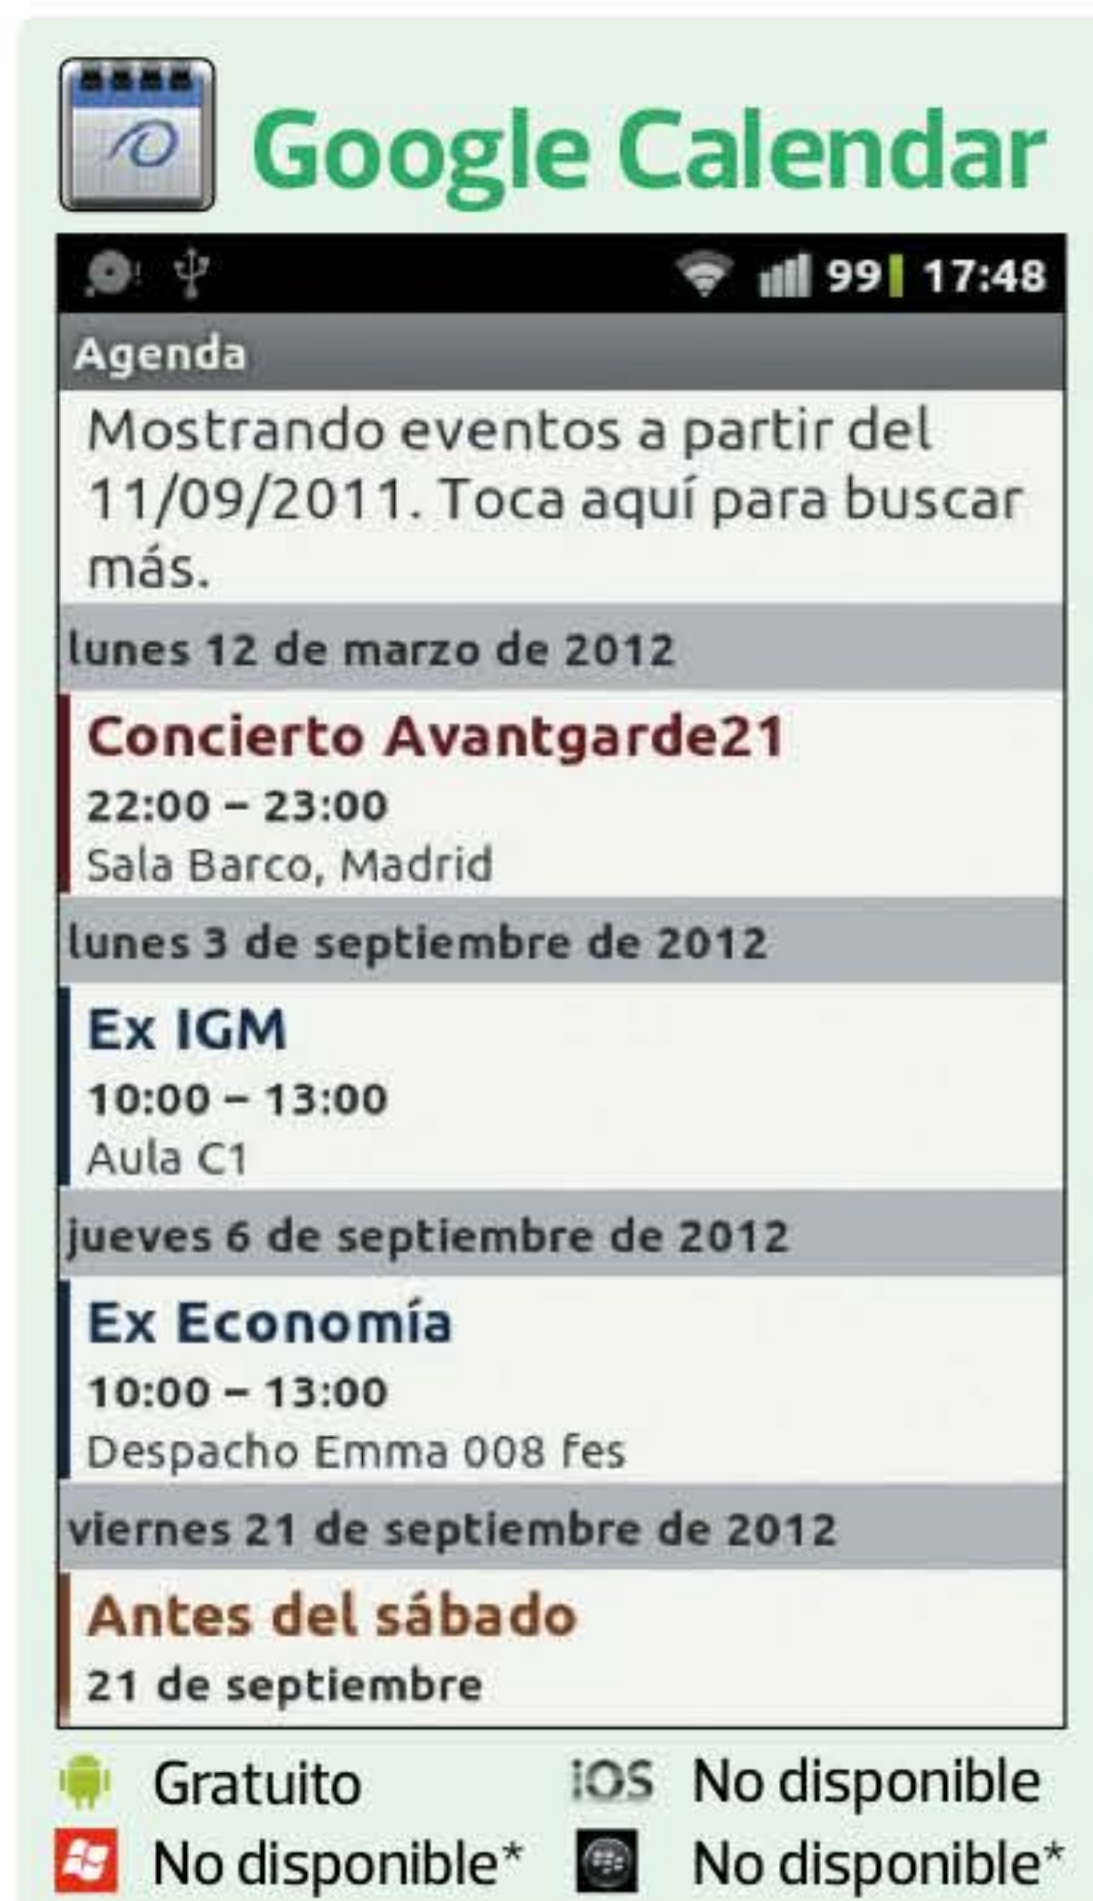 Google Calendar
99 17:48
Agenda
Mostrando eventos a partir del
11/09/2011. Toca aquí para buscar
más.
lunes 12 de marzo de 2012
Concierto Avantgarde21
22:00 – 23:00
Sala Barco, Madrid
lunes 3 de septiembre de 2012
Ex IGM
10:00 – 13:00
Aula C1
jueves 6 de septiembre de 2012
Ex Economía
10:00 – 13:00
Despacho Emma 008 fes
viernes 21 de septiembre de 2012
Antes del sábado
21 de septiembre
Gratuito iOS No disponible
No disponible* No disponible*